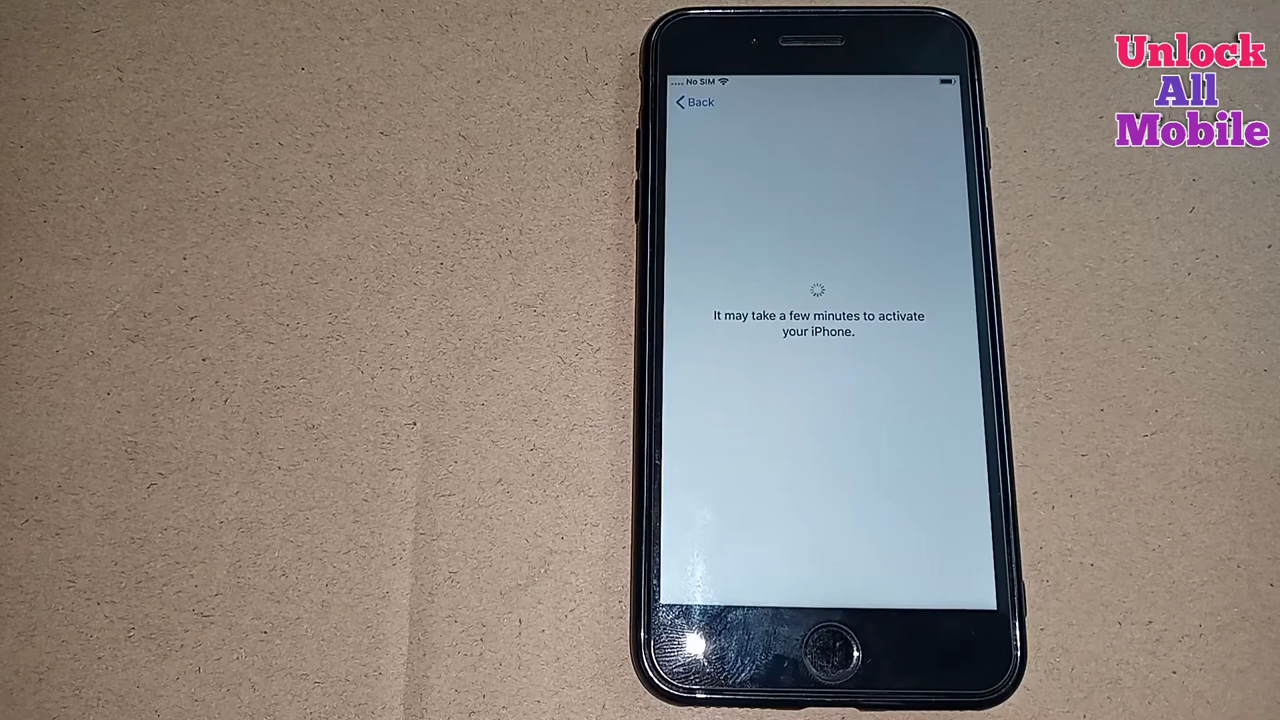 Unlock
All
Mobile
.... No SIM
Back
It may take a few minutes to activate
your iPhone.